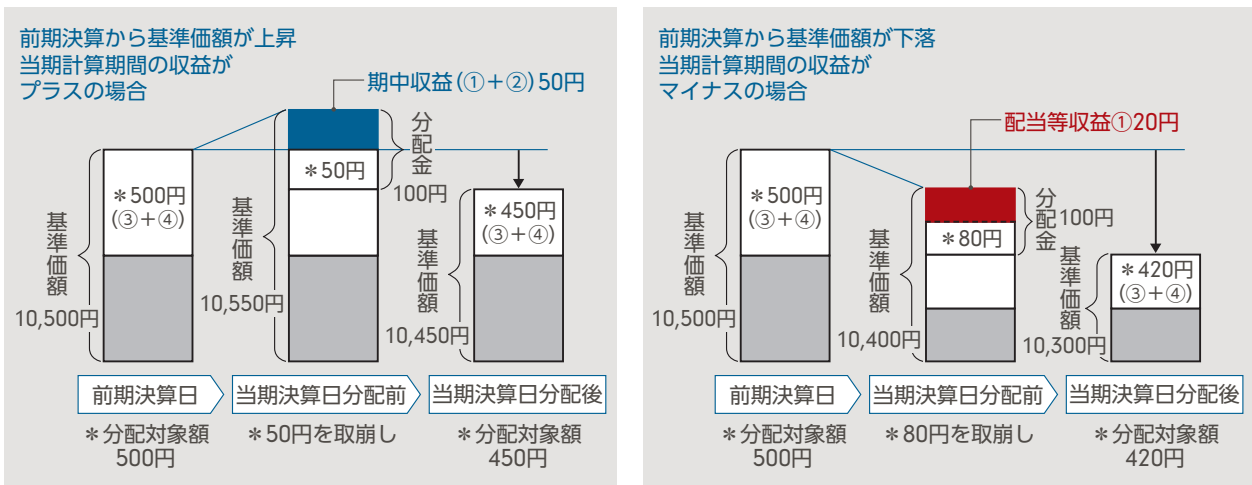 前期決算から基準価額が上昇
当期計算期間の収益が
プラスの場合
期中収益(①+②)50円
分配金
100円
*50円
*500円
(③+④)
*450円
(③+④)
基準価額
10,500円
基準価額
10,550円
基準価額
10,450円
前期決算日
当期決算日分配前
当期決算日分配後
*分配対象額
500円
*50円を取崩し
*分配対象額
450円
前期決算から基準価額が下落
当期計算期間の収益が
マイナスの場合
配当等収益①20円
分配金
100円
*500円
(③+④)
*80円
*420円
(③+④)
基準価額
10,500円
基準価額
10,400円
基準価額
10,300円
前期決算日
当期決算日分配前
当期決算日分配後
*分配対象額
500円
*80円を取崩し
*分配対象額
420円